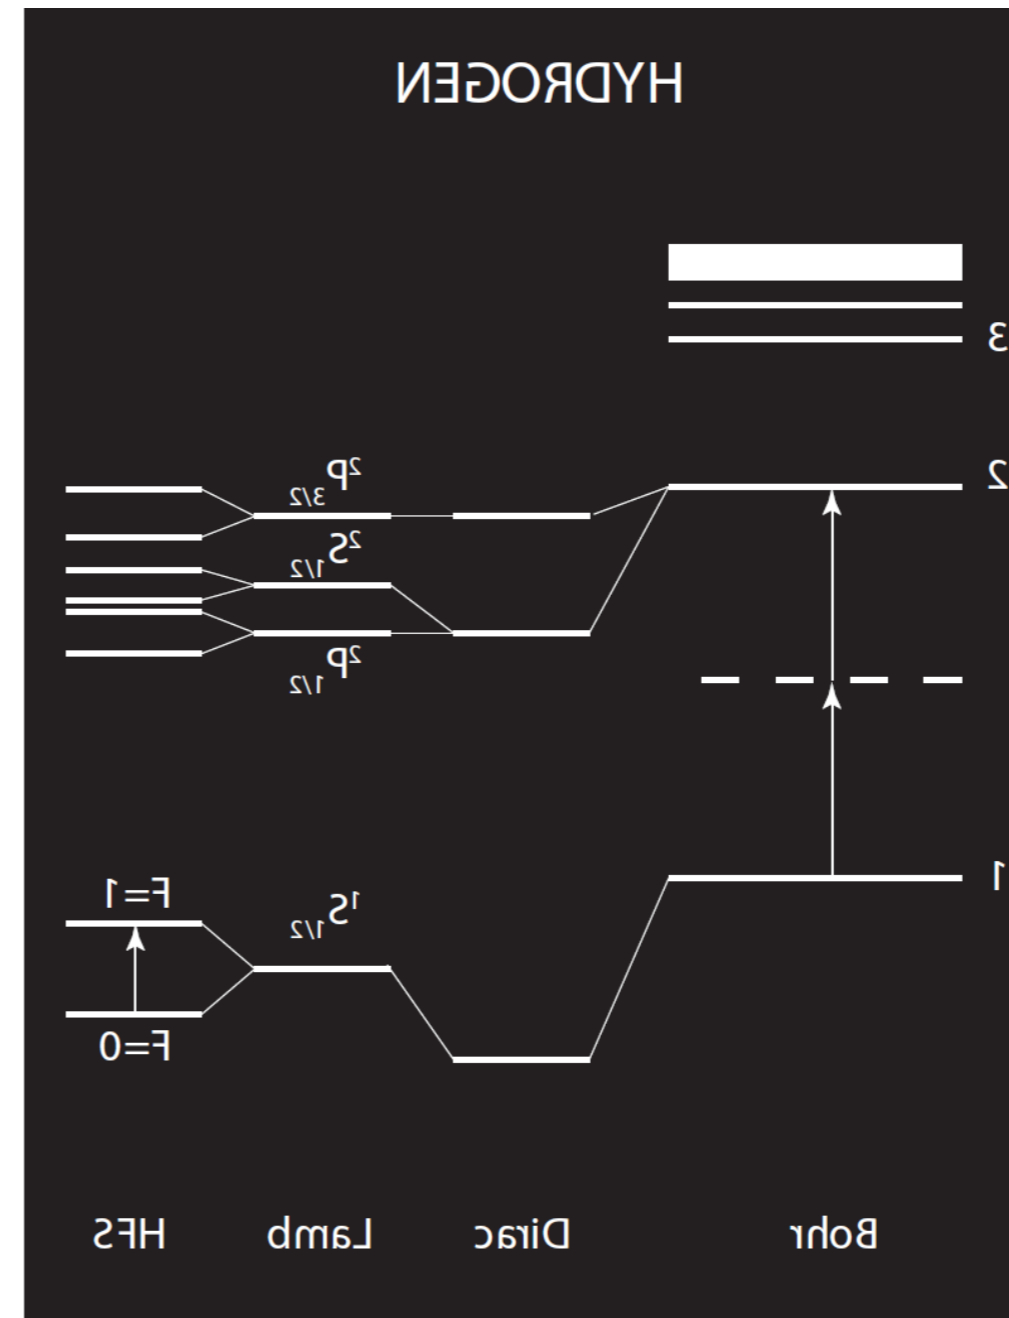 HYDROGEN
3
2
²P₃/₂
²S₁/₂
²P₁/₂
1
F=1
¹S₁/₂
F=0
Bohr Dirac Lamb HFS